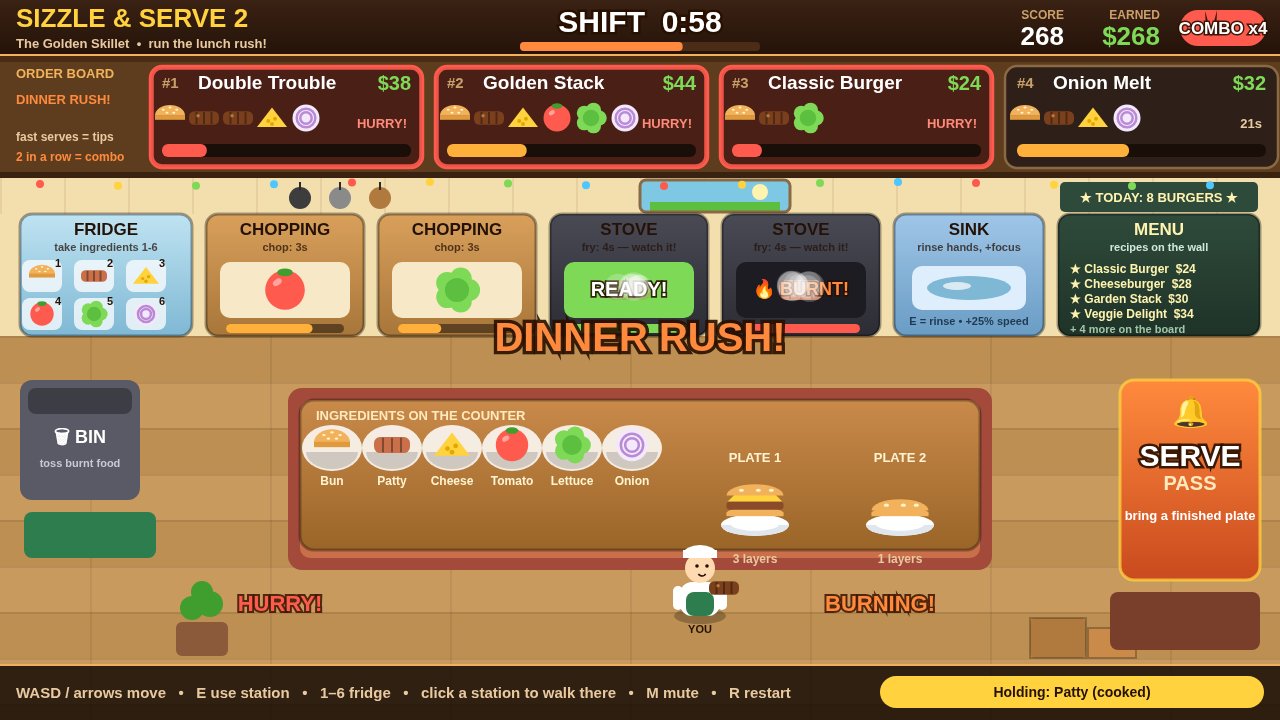 SIZZLE & SERVE 2
The Golden Skillet • run the lunch rush!
SHIFT 0:58
SCORE
268
EARNED
$268
COMBO x4
ORDER BOARD
DINNER RUSH!
fast serves = tips
2 in a row = combo
#1 Double Trouble $38
HURRY!
#2 Golden Stack $44
HURRY!
#3 Classic Burger $24
HURRY!
#4 Onion Melt $32
21s
★ TODAY: 8 BURGERS ★
FRIDGE
take ingredients 1-6
1 2 3
4 5 6
CHOPPING
chop: 3s
CHOPPING
chop: 3s
STOVE
fry: 4s — watch it!
READY!
STOVE
fry: 4s — watch it!
🔥 BURNT!
SINK
rinse hands, +focus
E = rinse • +25% speed
MENU
recipes on the wall
★ Classic Burger $24
★ Cheeseburger $28
★ Garden Stack $30
★ Veggie Delight $34
+ 4 more on the board
DINNER RUSH!
🗑 BIN
toss burnt food
INGREDIENTS ON THE COUNTER
Bun Patty Cheese Tomato Lettuce Onion
PLATE 1
3 layers
PLATE 2
1 layers
🔔
SERVE
PASS
bring a finished plate
HURRY!
BURNING!
YOU
WASD / arrows move • E use station • 1–6 fridge • click a station to walk there • M mute • R restart
Holding: Patty (cooked)